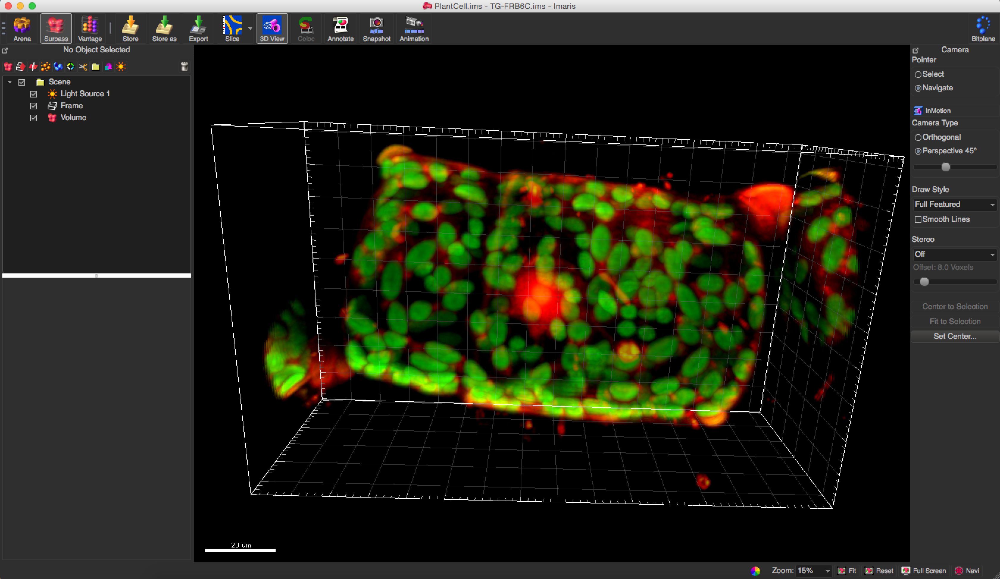 PlantCell.ims - TG-FRB6C.ims - Imaris
Arena Surpass Vantage Store Store as Export Slice 3D View Coloc Annotate Snapshot Animation Bitplane
No Object Selected
Scene
Light Source 1
Frame
Volume
20 um
Camera
Pointer
Select
Navigate
InMotion
Camera Type
Orthogonal
Perspective 45°
Draw Style
Full Featured
Smooth Lines
Stereo
Off
Offset: 8.0 Voxels
Center to Selection
Fit to Selection
Set Center...
Zoom: 15% Fit Reset Full Screen Navi